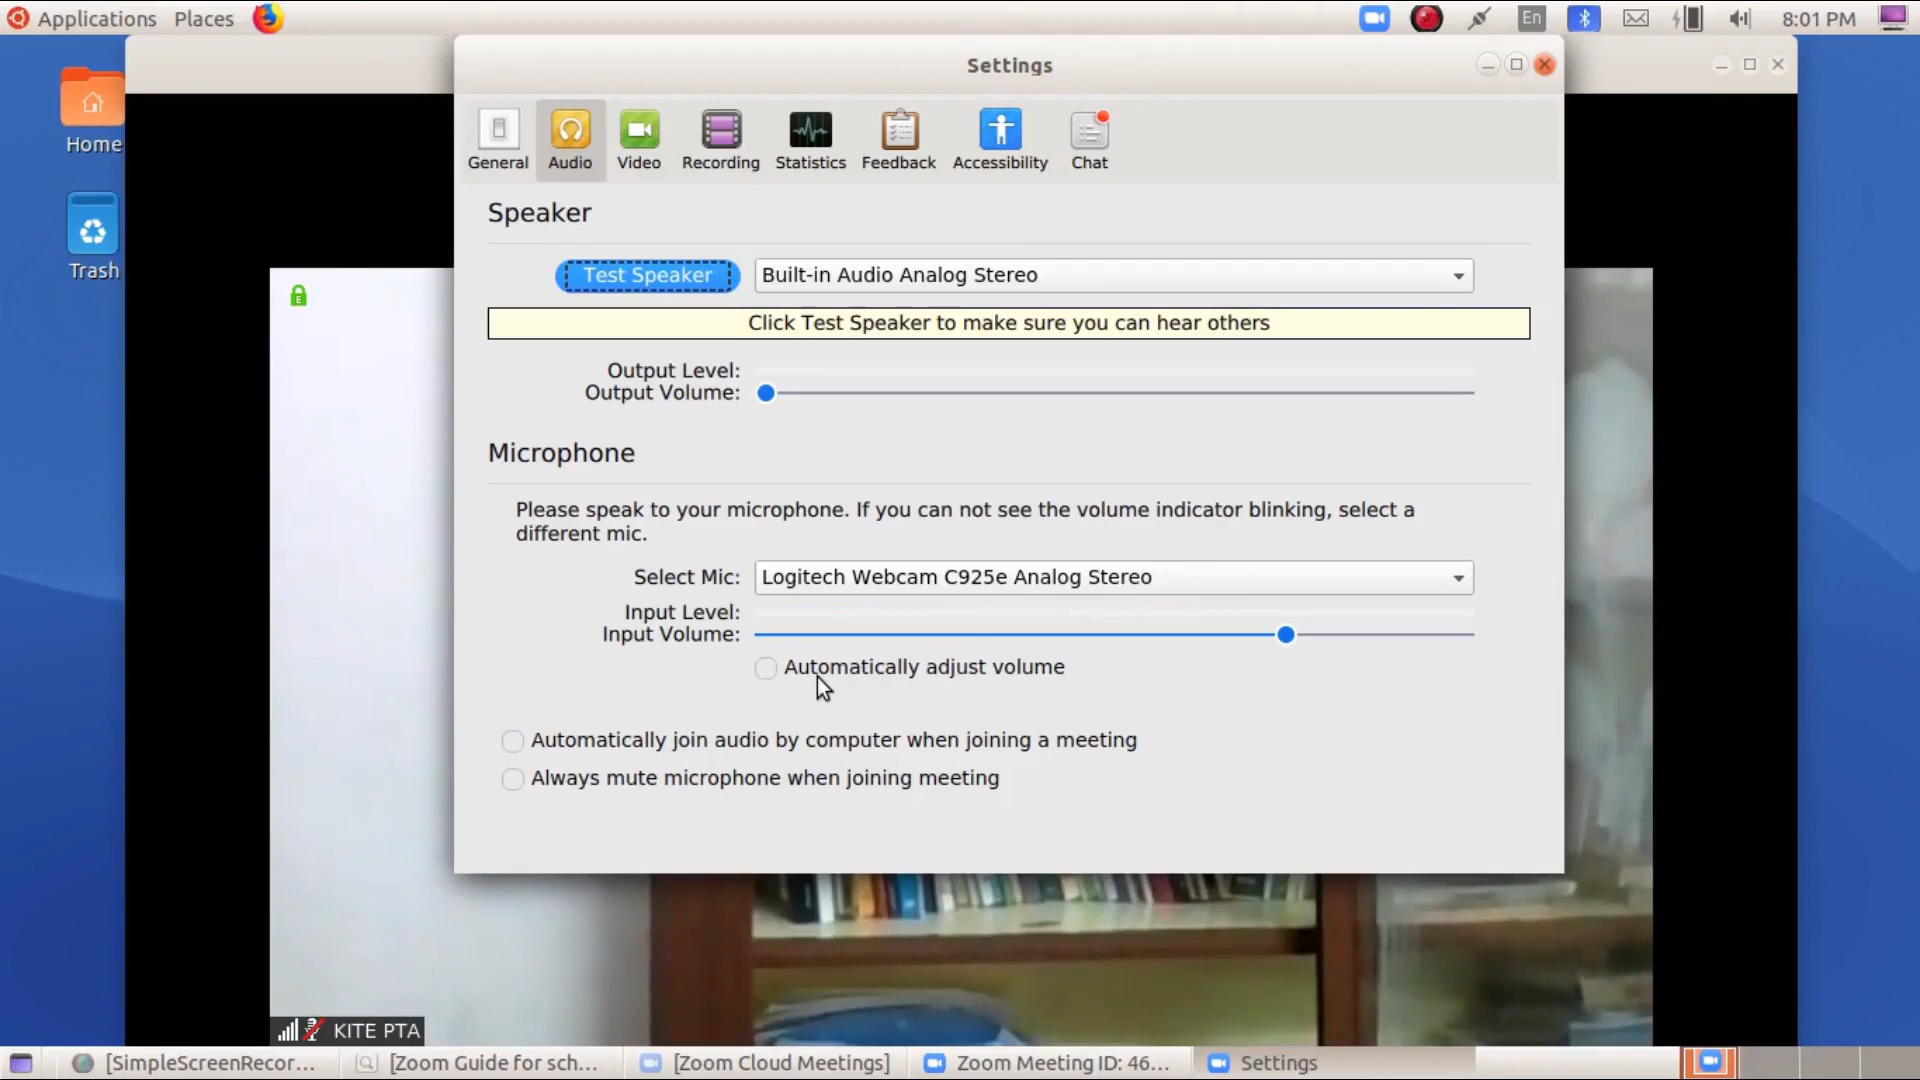 Applications Places En 8:01 PM
Settings
Home
Trash
General Audio Video Recording Statistics Feedback Accessibility Chat
Speaker
Test Speaker Built-in Audio Analog Stereo
Click Test Speaker to make sure you can hear others
Output Level:
Output Volume:
Microphone
Please speak to your microphone. If you can not see the volume indicator blinking, select a
different mic.
Select Mic: Logitech Webcam C925e Analog Stereo
Input Level:
Input Volume:
Automatically adjust volume
Automatically join audio by computer when joining a meeting
Always mute microphone when joining meeting
KITE PTA
[SimpleScreenRecor... [Zoom Guide for sch... [Zoom Cloud Meetings] Zoom Meeting ID: 46... Settings